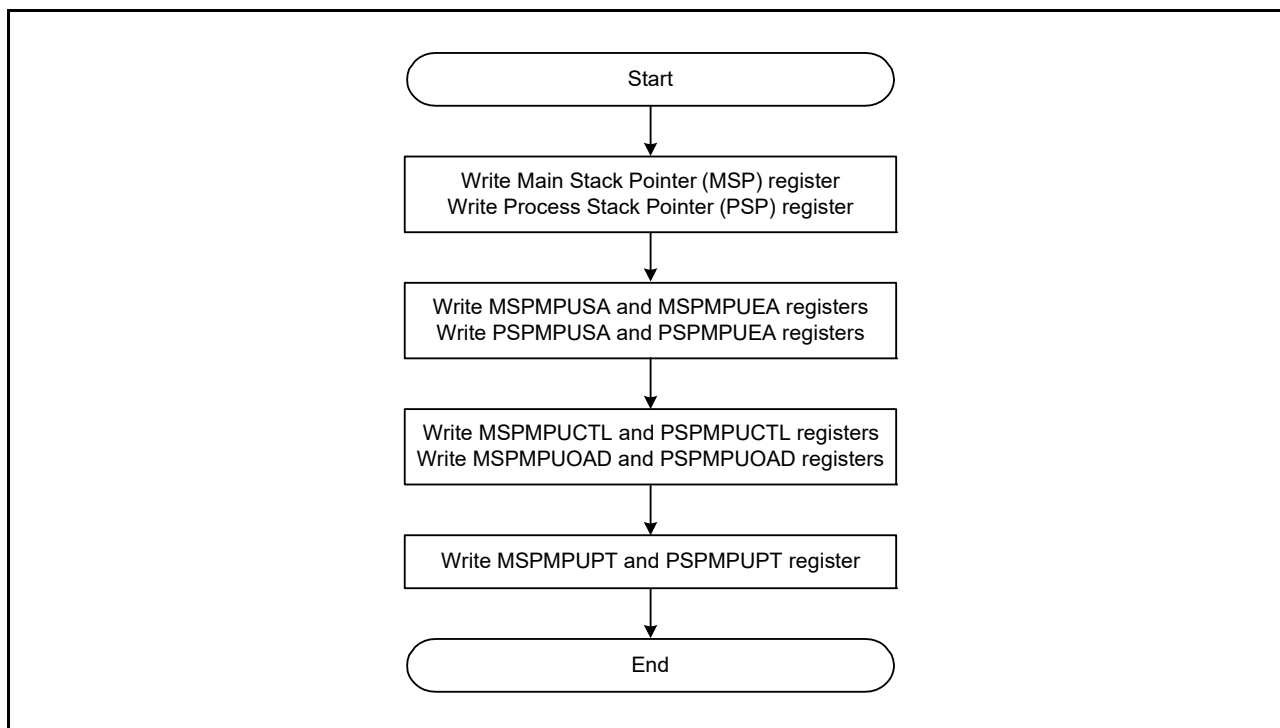 Start
Write Main Stack Pointer (MSP) register
Write Process Stack Pointer (PSP) register
Write MSPMPUSA and MSPMPUEA registers
Write PSPMPUSA and PSPMPUEA registers
Write MSPMPUCTL and PSPMPUCTL registers
Write MSPMPUOAD and PSPMPUOAD registers
Write MSPMPUPT and PSPMPUPT register
End